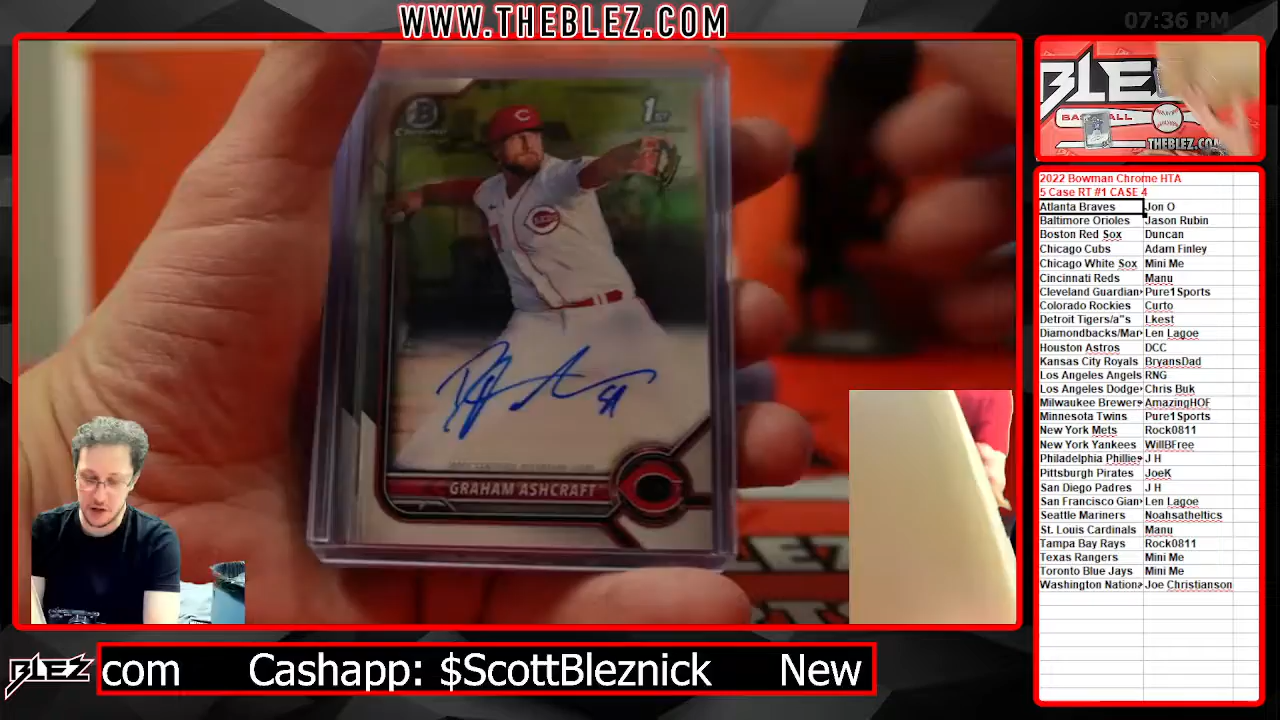 WWW.THEBLEZ.COM
07:36 PM
Chrome
1ST
C
REDS
GRAHAM ASHCRAFT
BLEZ
BASEBALL
THEBLEZ.COM
2022 Bowman Chrome HTA
5 Case RT #1 CASE 4
Atlanta Braves Jon O
Baltimore Orioles Jason Rubin
Boston Red Sox Duncan
Chicago Cubs Adam Finley
Chicago White Sox Mini Me
Cincinnati Reds Manu
Cleveland Guardian Pure1Sports
Colorado Rockies Curto
Detroit Tigers/a"s Lkest
Diamondbacks/Mar Len Lagoe
Houston Astros DCC
Kansas City Royals BryansDad
Los Angeles Angels RNG
Los Angeles Dodge Chris Buk
Milwaukee Brewers AmazingHOF
Minnesota Twins Pure1Sports
New York Mets Rock0811
New York Yankees WillBFree
Philadelphia Phillie J H
Pittsburgh Pirates JoeK
San Diego Padres J H
San Francisco Gian Len Lagoe
Seattle Mariners Noahsatheltics
St. Louis Cardinals Manu
Tampa Bay Rays Rock0811
Texas Rangers Mini Me
Toronto Blue Jays Mini Me
Washington Nationa Joe Christianson
BLEZ
com Cashapp: $ScottBleznick New